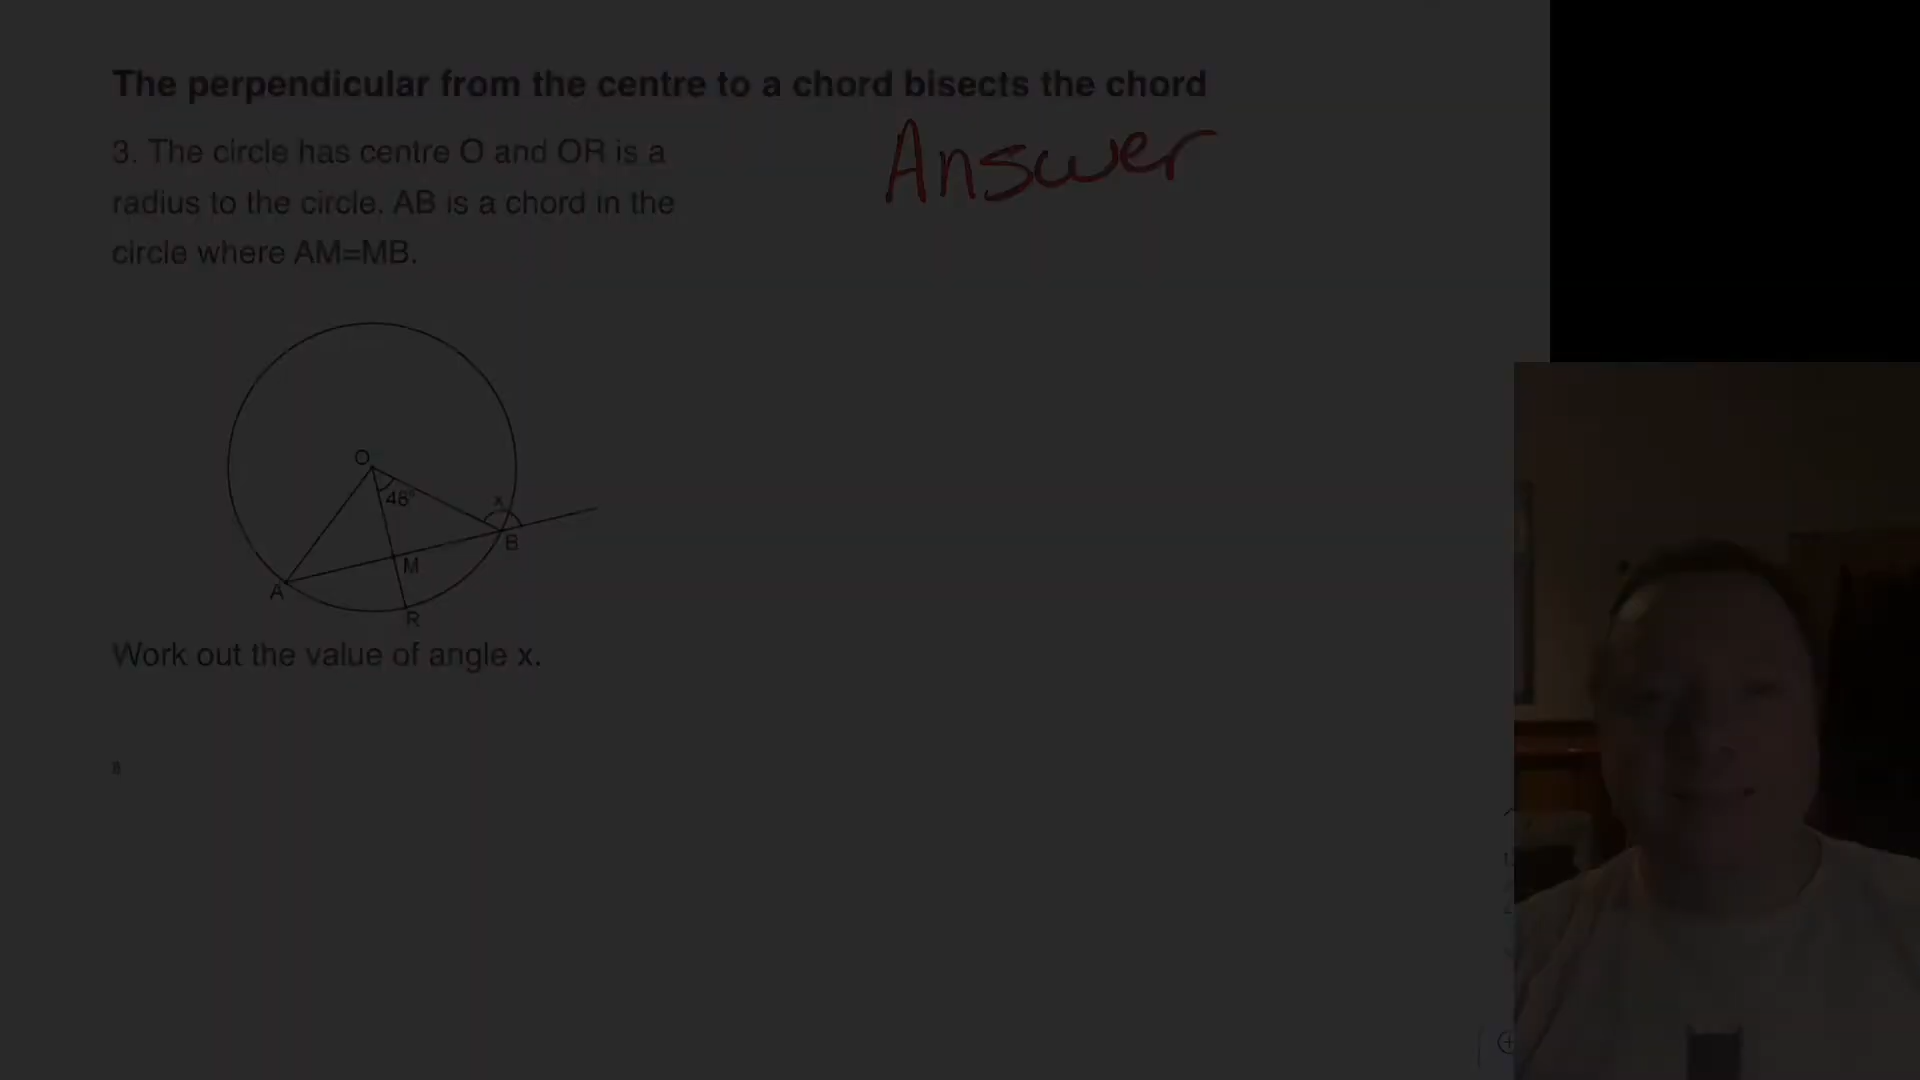 The perpendicular from the centre to a chord bisects the chord
Answer
3. The circle has centre O and OR is a
radius to the circle. AB is a chord in the
circle where AM=MB.
O
48°
x
B
M
A
R
Work out the value of angle x.
8